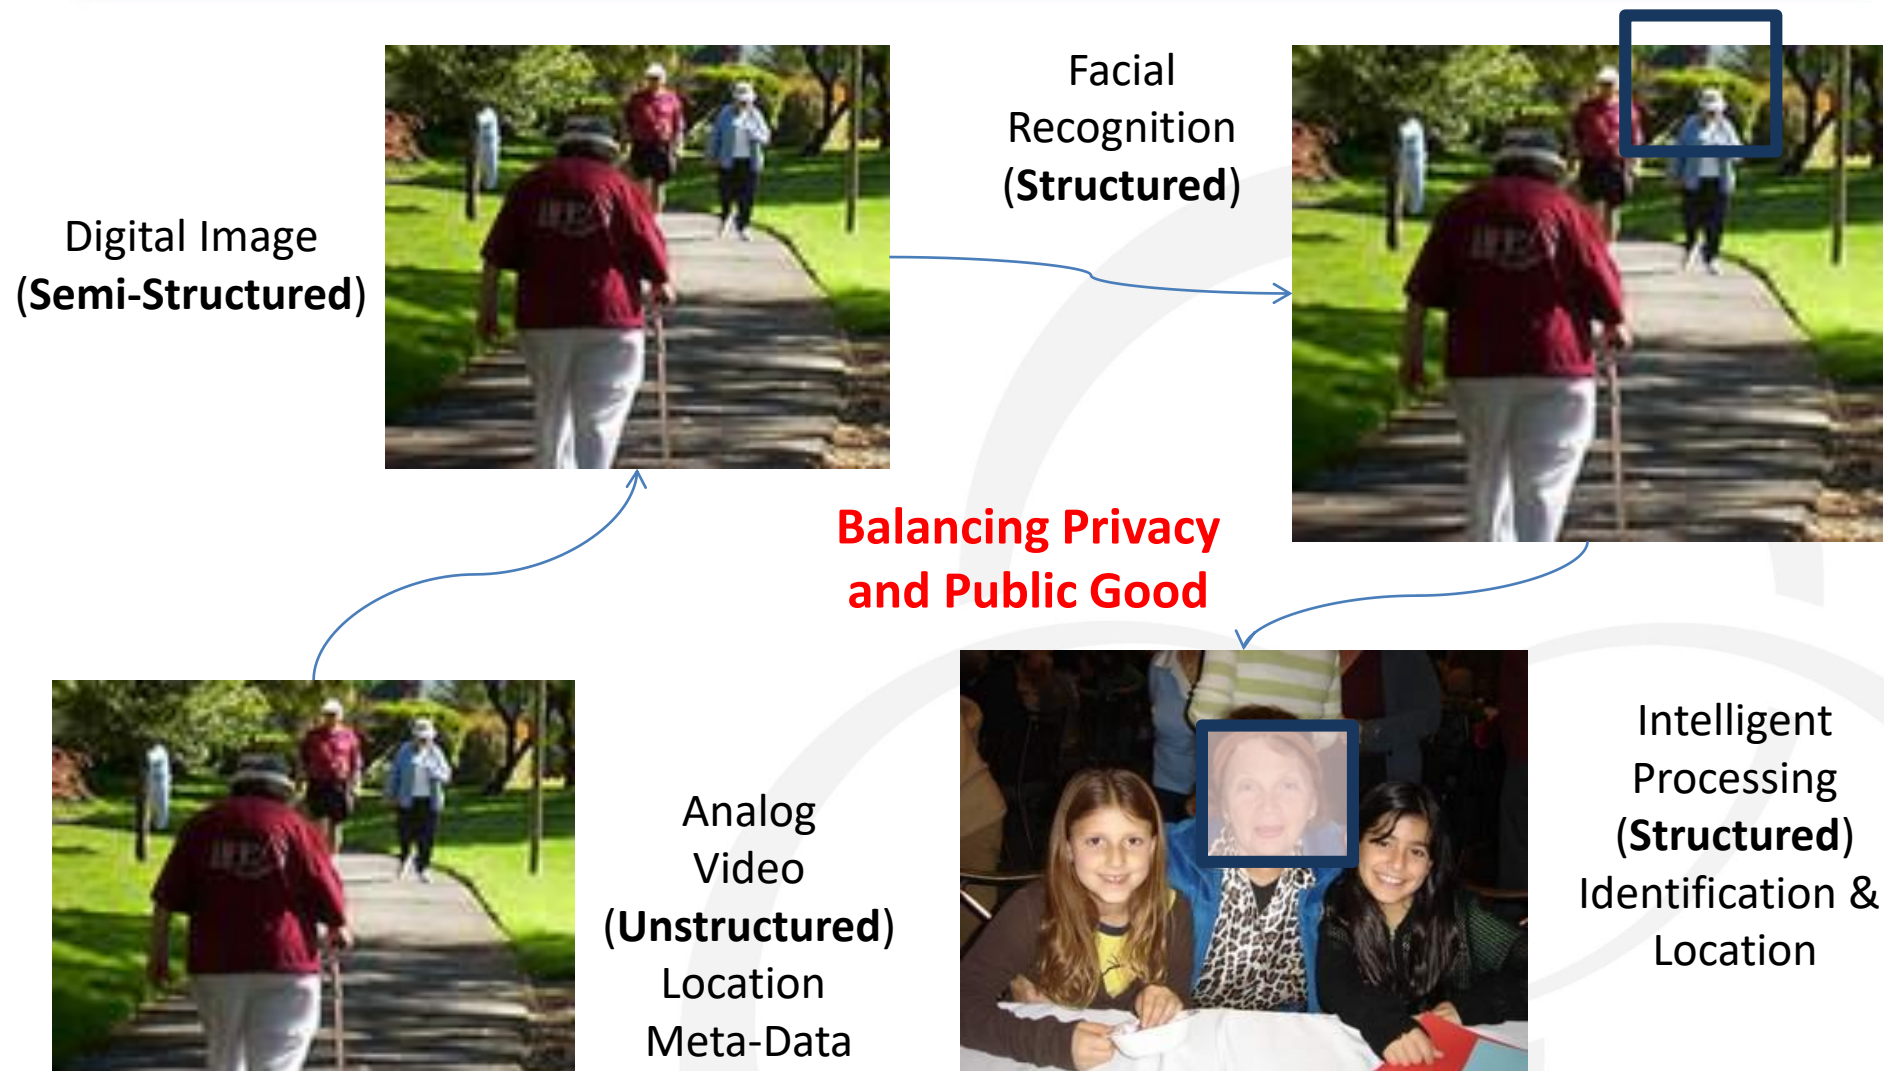 Digital Image
(Semi-Structured)
Facial
Recognition
(Structured)
Balancing Privacy
and Public Good
Analog
Video
(Unstructured)
Location
Meta-Data
Intelligent
Processing
(Structured)
Identification &
Location